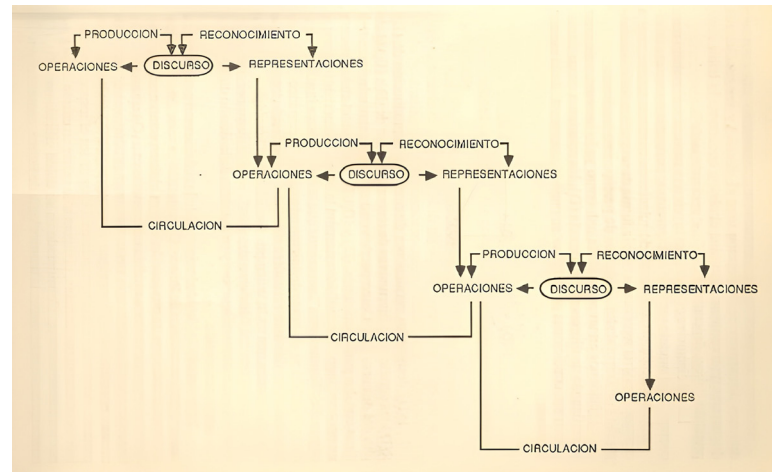 PRODUCCION RECONOCIMIENTO
OPERACIONES DISCURSO REPRESENTACIONES
PRODUCCION RECONOCIMIENTO
OPERACIONES DISCURSO REPRESENTACIONES
CIRCULACION
PRODUCCION RECONOCIMIENTO
OPERACIONES DISCURSO REPRESENTACIONES
CIRCULACION
OPERACIONES
CIRCULACION